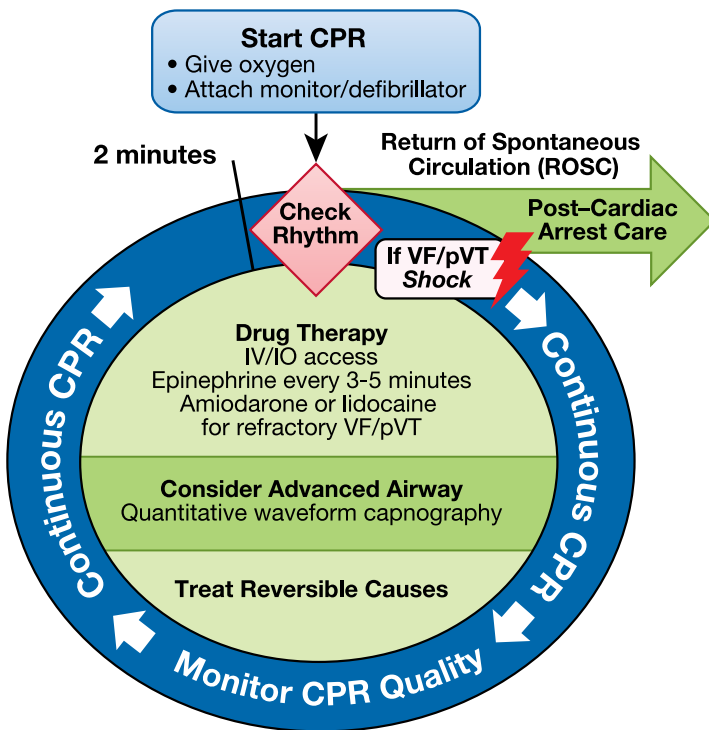 Start CPR
• Give oxygen
• Attach monitor/defibrillator
2 minutes
Return of Spontaneous
Circulation (ROSC)
Post–Cardiac
Arrest Care
Check
Rhythm
If VF/pVT
Shock
Drug Therapy
IV/IO access
Epinephrine every 3-5 minutes
Amiodarone or lidocaine
for refractory VF/pVT
Consider Advanced Airway
Quantitative waveform capnography
Treat Reversible Causes
Continuous CPR
Monitor CPR Quality
Continuous CPR